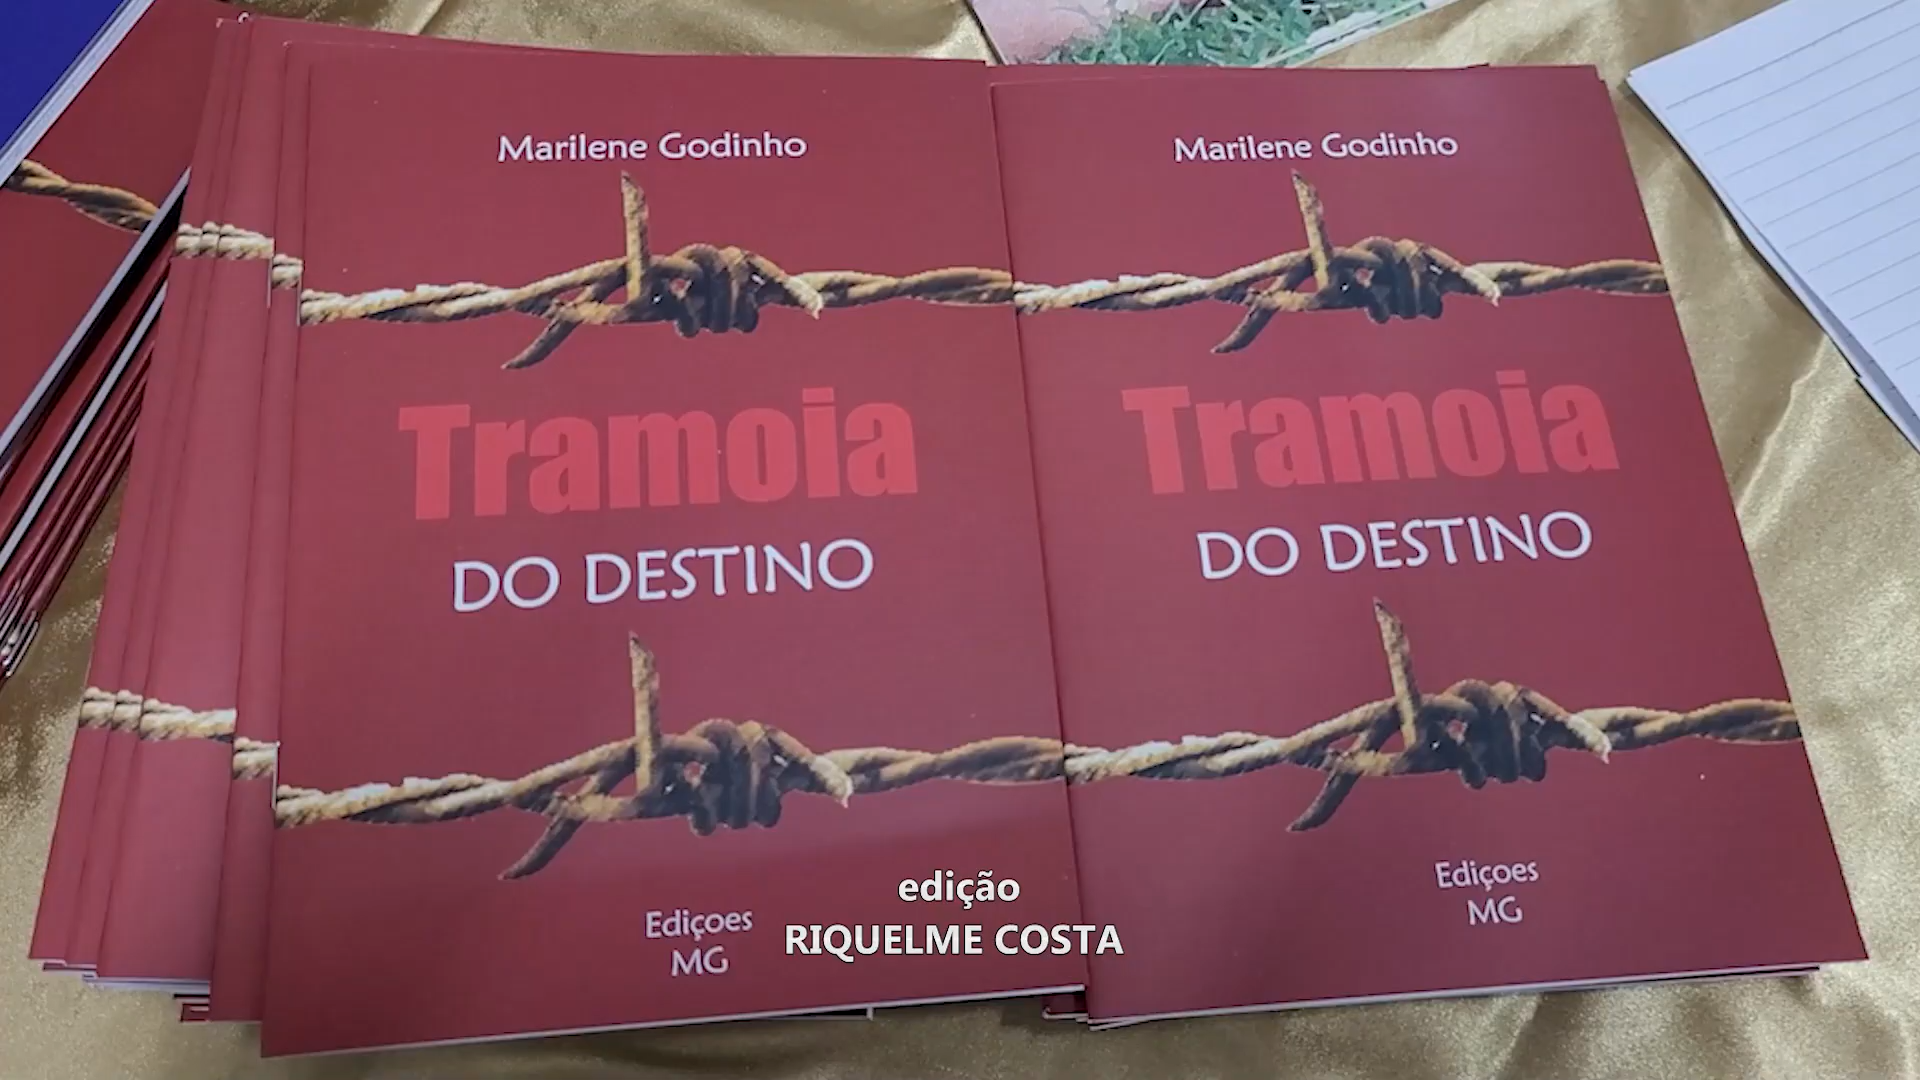 Marilene Godinho
Tramoia
DO DESTINO
Ediçoes
MG
Marilene Godinho
Tramoia
DO DESTINO
Ediçoes
MG
edição
RIQUELME COSTA